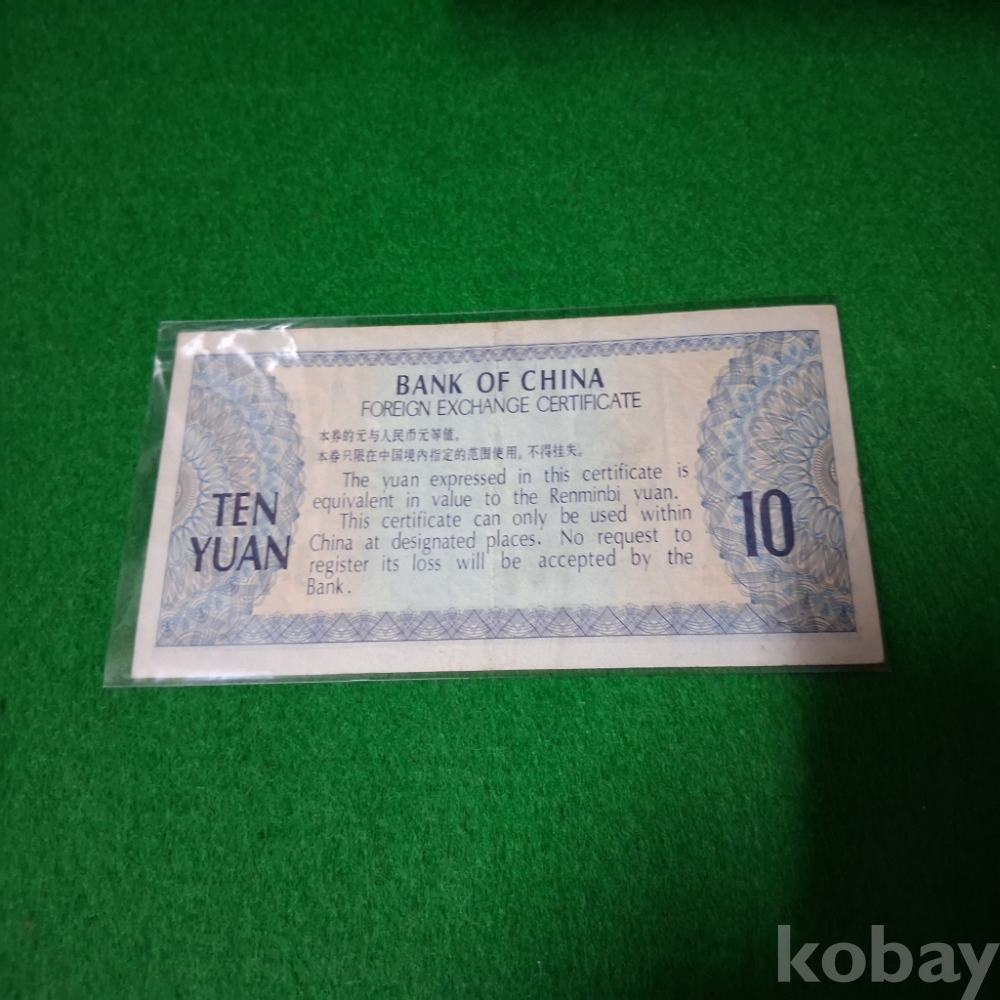 BANK OF CHINA
FOREIGN EXCHANGE CERTIFICATE
本券的元与人民币元等值。
本券只限在中国境内指定的范围使用。不得挂失。
The yuan expressed in this certificate is
equivalent in value to the Renminbi yuan.
This certificate can only be used within
China at designated places. No request to
register its loss will be accepted by the
Bank.
TEN
YUAN
10
kobay